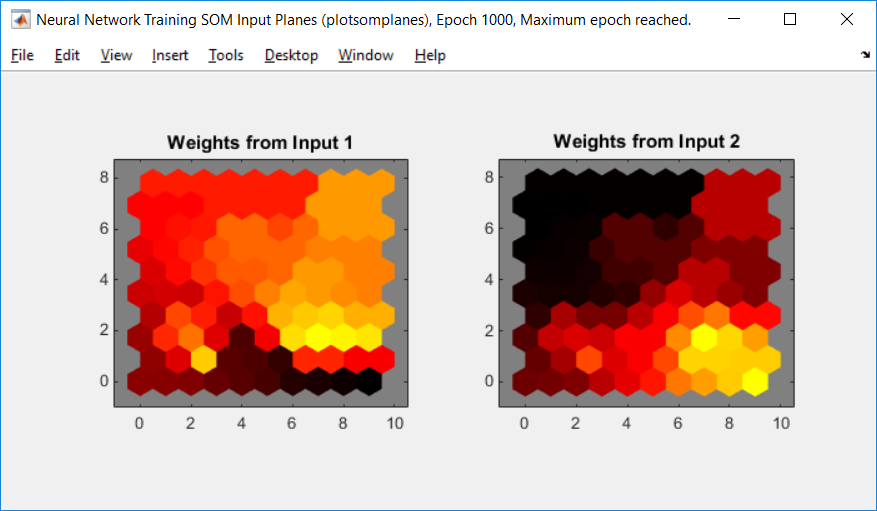 Neural Network Training SOM Input Planes (plotsomplanes), Epoch 1000, Maximum epoch reached.
File Edit View Insert Tools Desktop Window Help
Weights from Input 1
8
6
4
2
0
0 2 4 6 8 10
Weights from Input 2
8
6
4
2
0
0 2 4 6 8 10